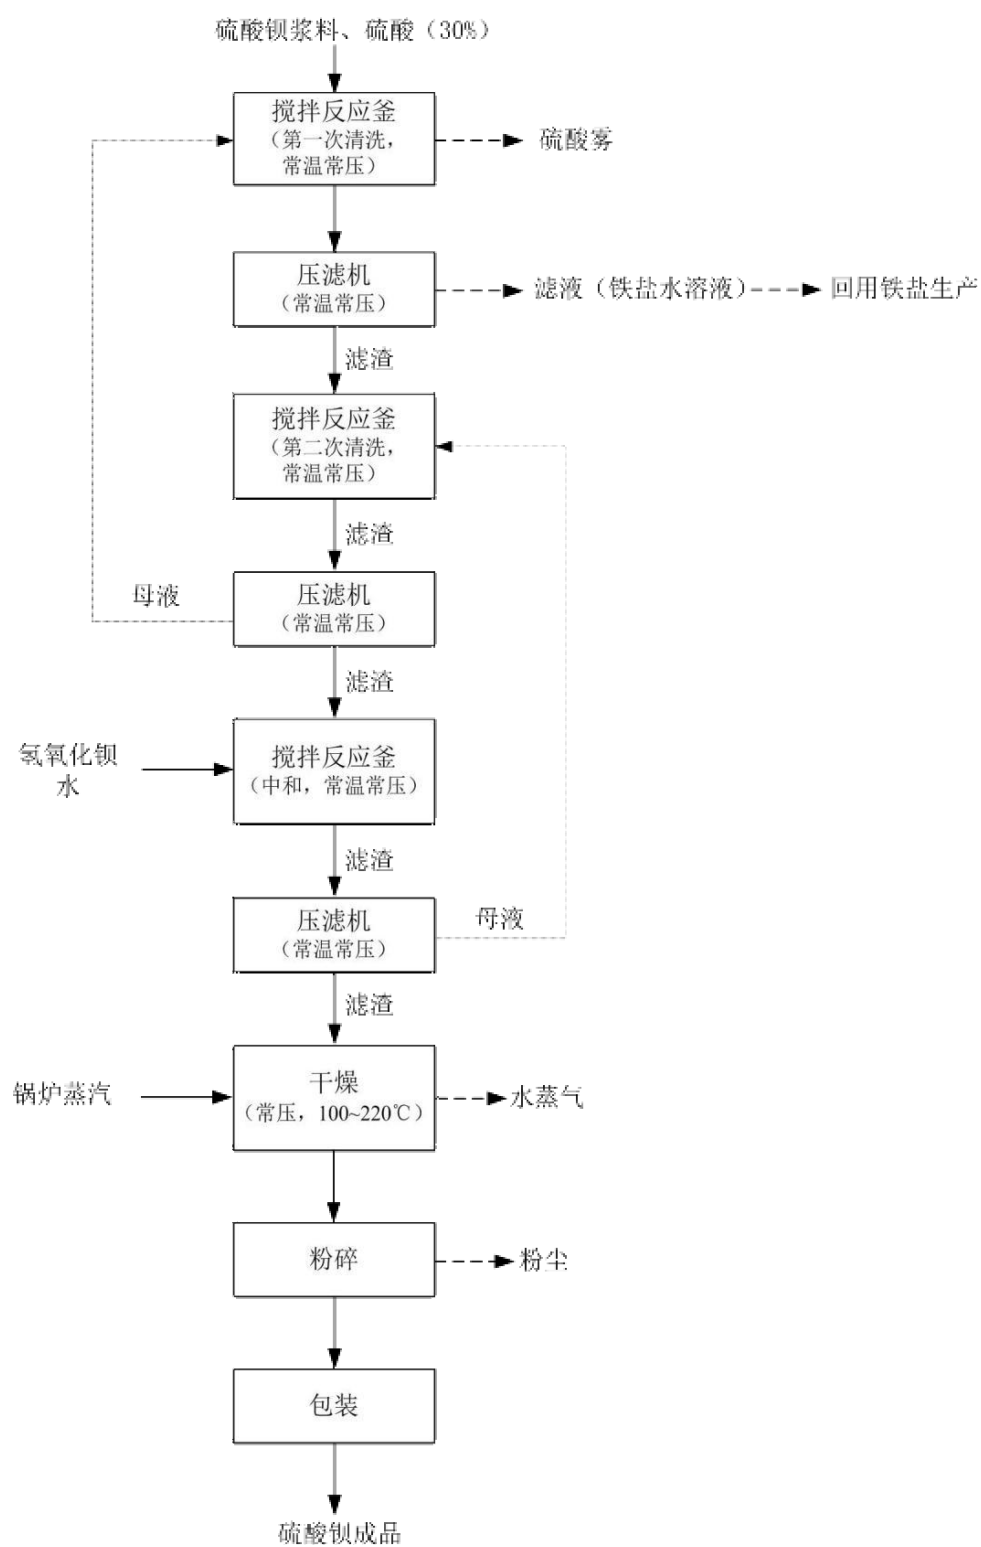 硫酸钡浆料、硫酸（30%）
搅拌反应釜
（第一次清洗，
常温常压）
硫酸雾
压滤机
（常温常压）
滤液（铁盐水溶液）
回用铁盐生产
滤渣
搅拌反应釜
（第二次清洗，
常温常压）
滤渣
压滤机
（常温常压）
母液
滤渣
氢氧化钡
水
搅拌反应釜
（中和，常温常压）
滤渣
压滤机
（常温常压）
母液
滤渣
锅炉蒸汽
干燥
（常压，100~220℃）
水蒸气
粉碎
粉尘
包装
硫酸钡成品